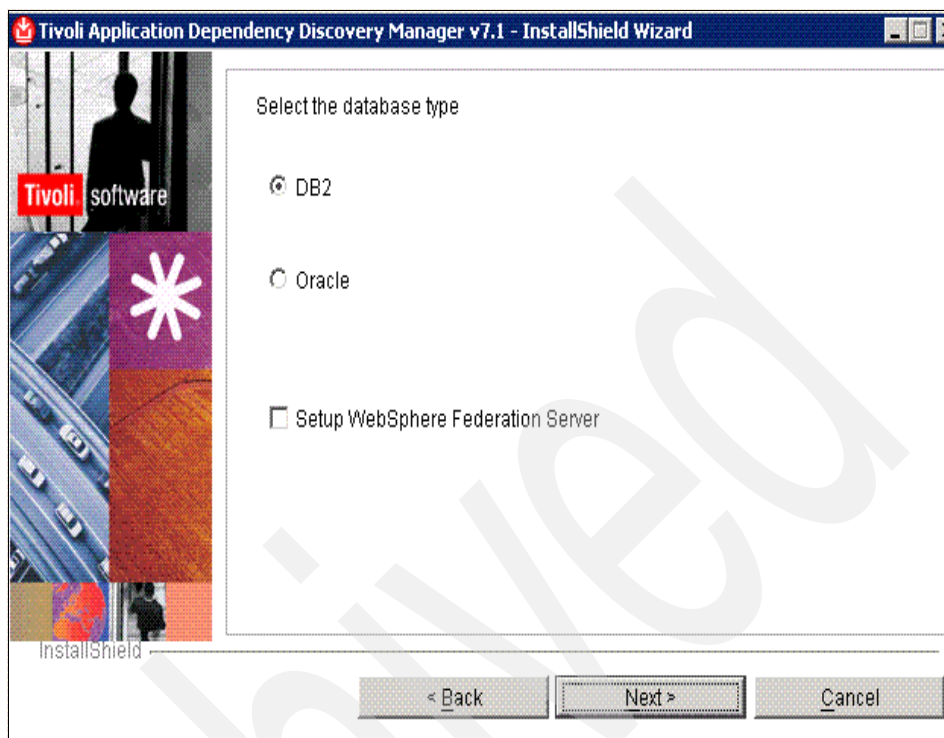 Tivoli Application Dependency Discovery Manager v7.1 - InstallShield Wizard
Select the database type
DB2
Tivoli. software
Oracle
Setup WebSphere Federation Server
InstallShield
< Back
Next >
Cancel
hived